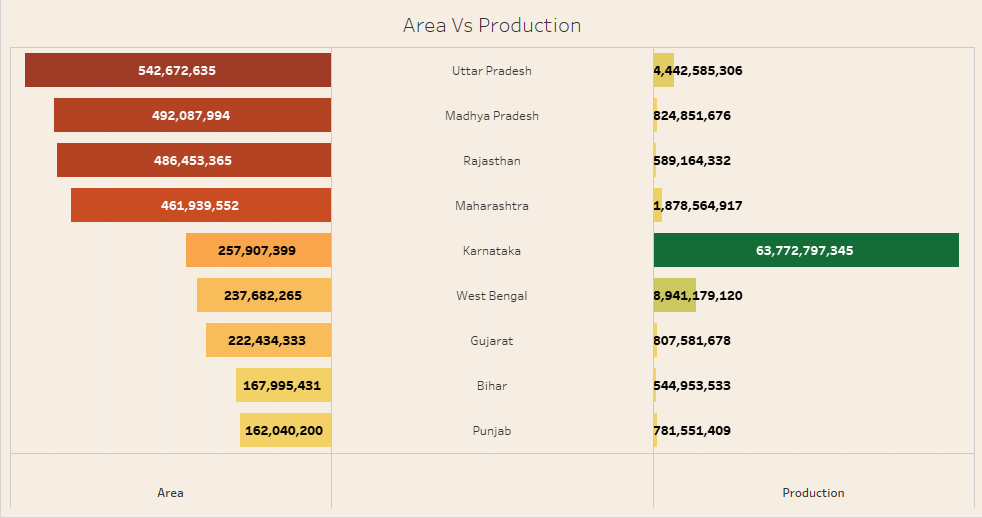 Area Vs Production
542,672,635 Uttar Pradesh 4,442,585,306
492,087,994 Madhya Pradesh 824,851,676
486,453,365 Rajasthan 589,164,332
461,939,552 Maharashtra 1,878,564,917
257,907,399 Karnataka 63,772,797,345
237,682,265 West Bengal 8,941,179,120
222,434,333 Gujarat 807,581,678
167,995,431 Bihar 544,953,533
162,040,200 Punjab 781,551,409
Area Production